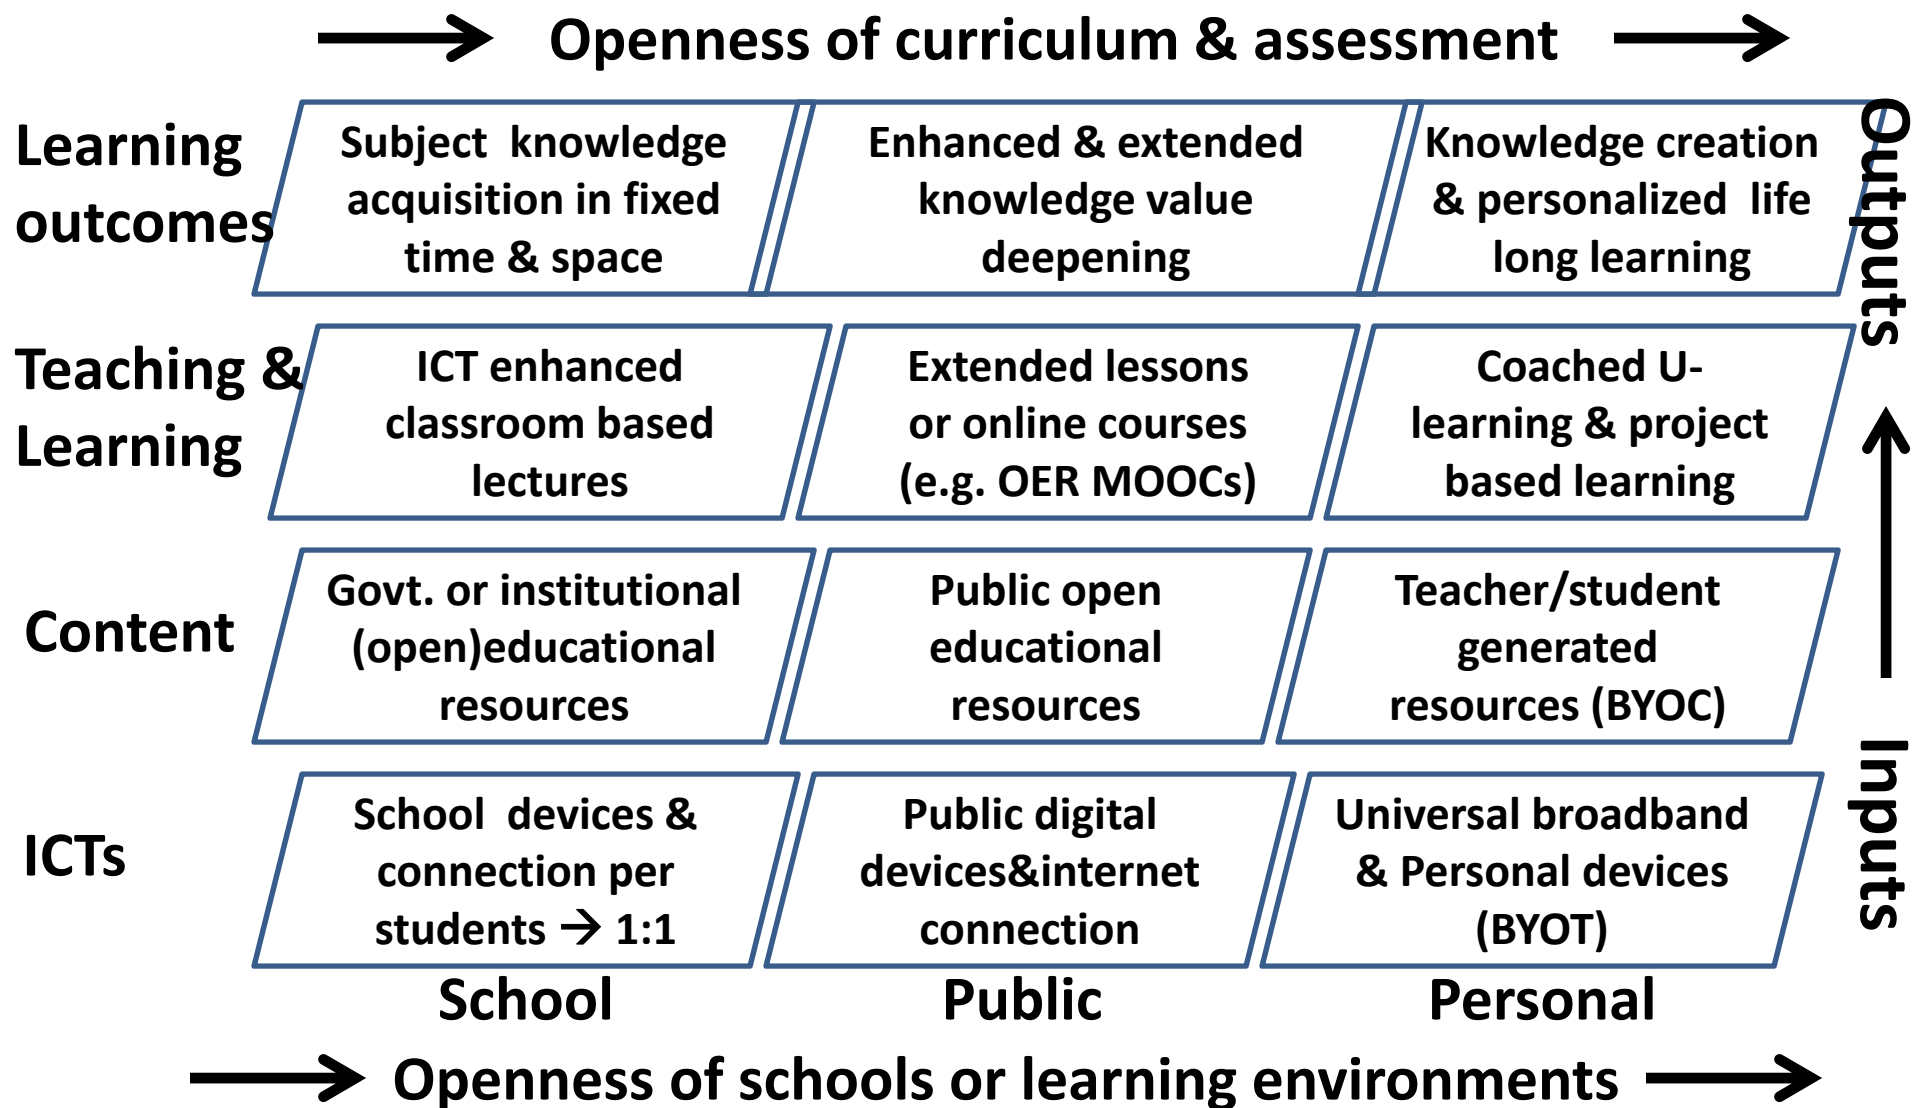 Openness of curriculum & assessment
Learning
outcomes
Subject knowledge
acquisition in fixed
time & space
Enhanced & extended
knowledge value
deepening
Knowledge creation
& personalized life
long learning
Outputs
Teaching &
Learning
ICT enhanced
classroom based
lectures
Extended lessons
or online courses
(e.g. OER MOOCs)
Coached U-
learning & project
based learning
Content
Govt. or institutional
(open)educational
resources
Public open
educational
resources
Teacher/student
generated
resources (BYOC)
Inputs
ICTs
School devices &
connection per
students → 1:1
Public digital
devices&internet
connection
Universal broadband
& Personal devices
(BYOT)
School
Public
Personal
Openness of schools or learning environments